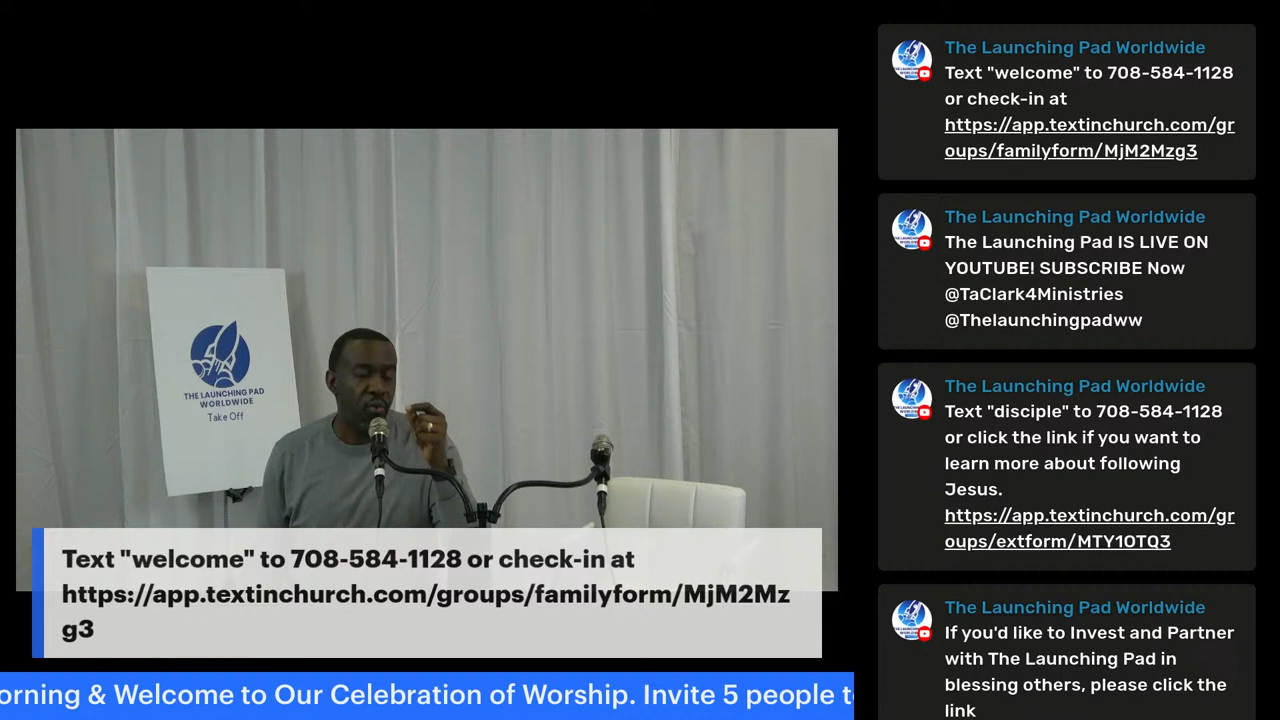 The Launching Pad Worldwide
Text "welcome" to 708-584-1128
or check-in at
https://app.textinchurch.com/gr
oups/familyform/MjM2Mzg3
The Launching Pad Worldwide
The Launching Pad IS LIVE ON
YOUTUBE! SUBSCRIBE Now
@TaClark4Ministries
@Thelaunchingpadww
The Launching Pad Worldwide
Text "disciple" to 708-584-1128
or click the link if you want to
learn more about following
Jesus.
https://app.textinchurch.com/gr
oups/extform/MTY1OTQ3
The Launching Pad Worldwide
If you'd like to Invest and Partner
with The Launching Pad in
blessing others, please click the
link
THE LAUNCHING PAD
WORLDWIDE
Take Off
Text "welcome" to 708-584-1128 or check-in at
https://app.textinchurch.com/groups/familyform/MjM2Mz
g3
orning & Welcome to Our Celebration of Worship. Invite 5 people t